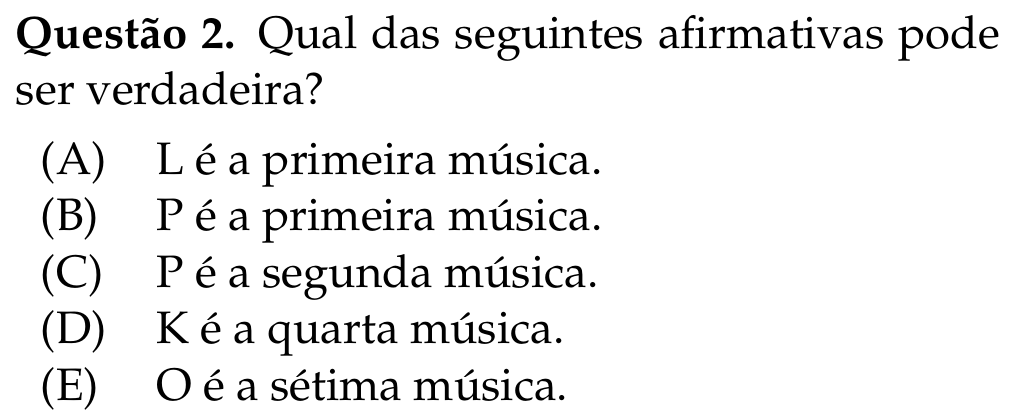 Questão 2. Qual das seguintes afirmativas pode
ser verdadeira?
(A) L é a primeira música.
(B) P é a primeira música.
(C) P é a segunda música.
(D) K é a quarta música.
(E) O é a sétima música.